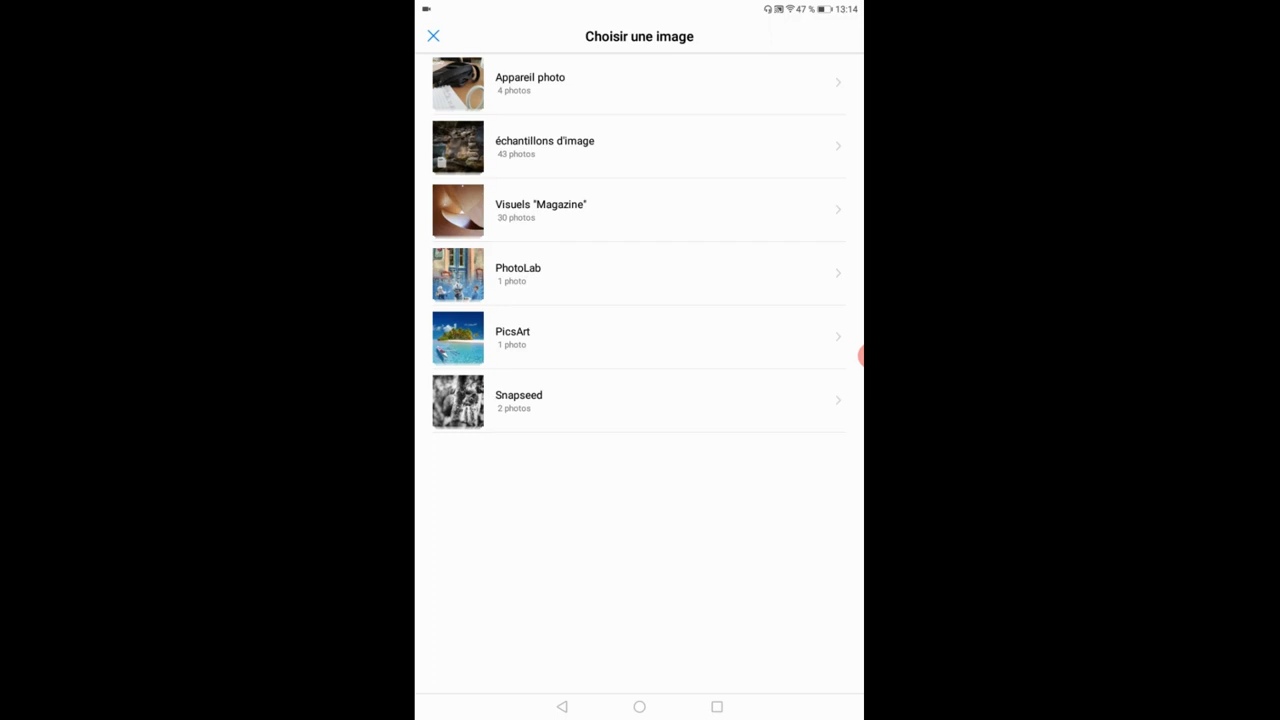 47 % 13:14
Choisir une image
Appareil photo
4 photos
échantillons d'image
43 photos
Visuels "Magazine"
30 photos
PhotoLab
1 photo
PicsArt
1 photo
Snapseed
2 photos